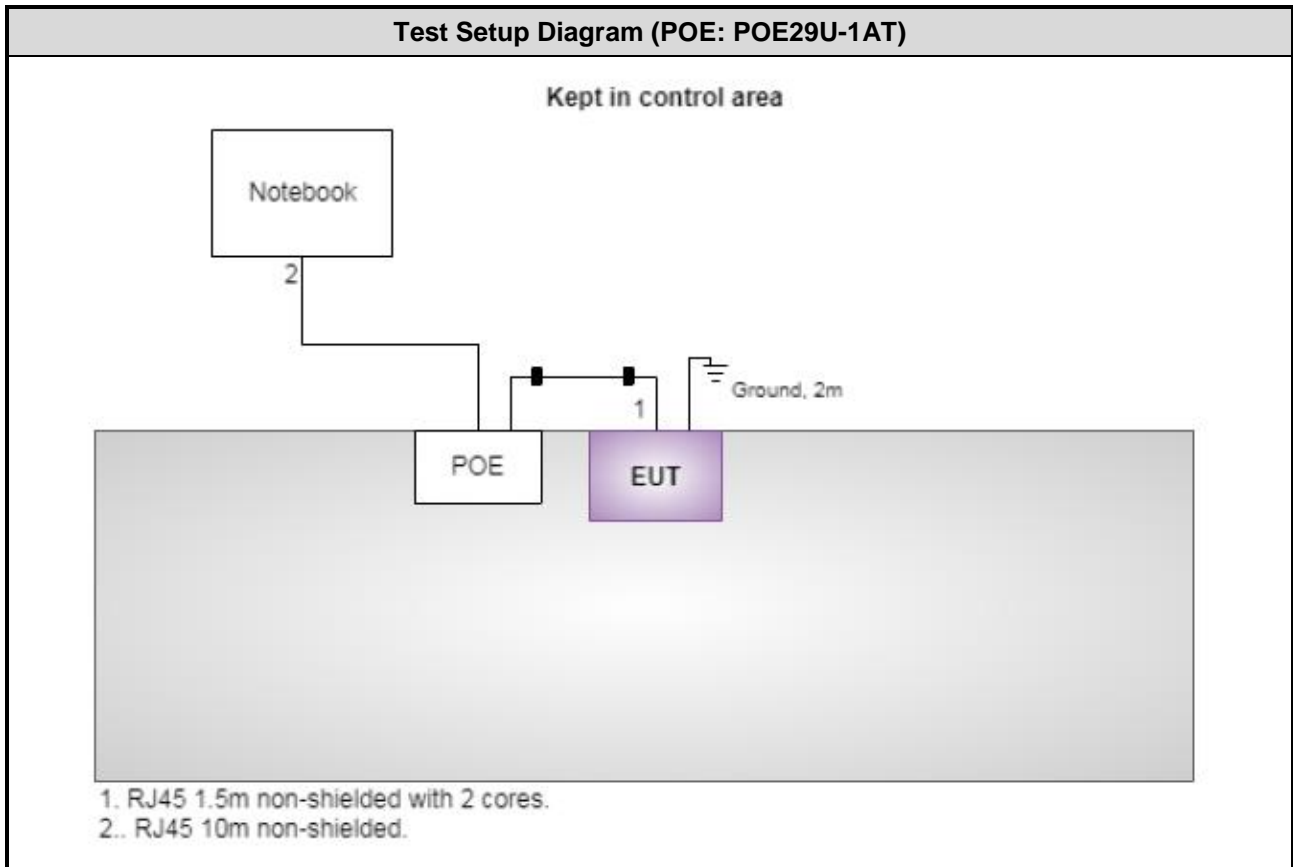 Test Setup Diagram (POE: POE29U-1AT)
Kept in control area
Notebook
2
1
Ground, 2m
POE
EUT
1. RJ45 1.5m non-shielded with 2 cores.
2.. RJ45 10m non-shielded.